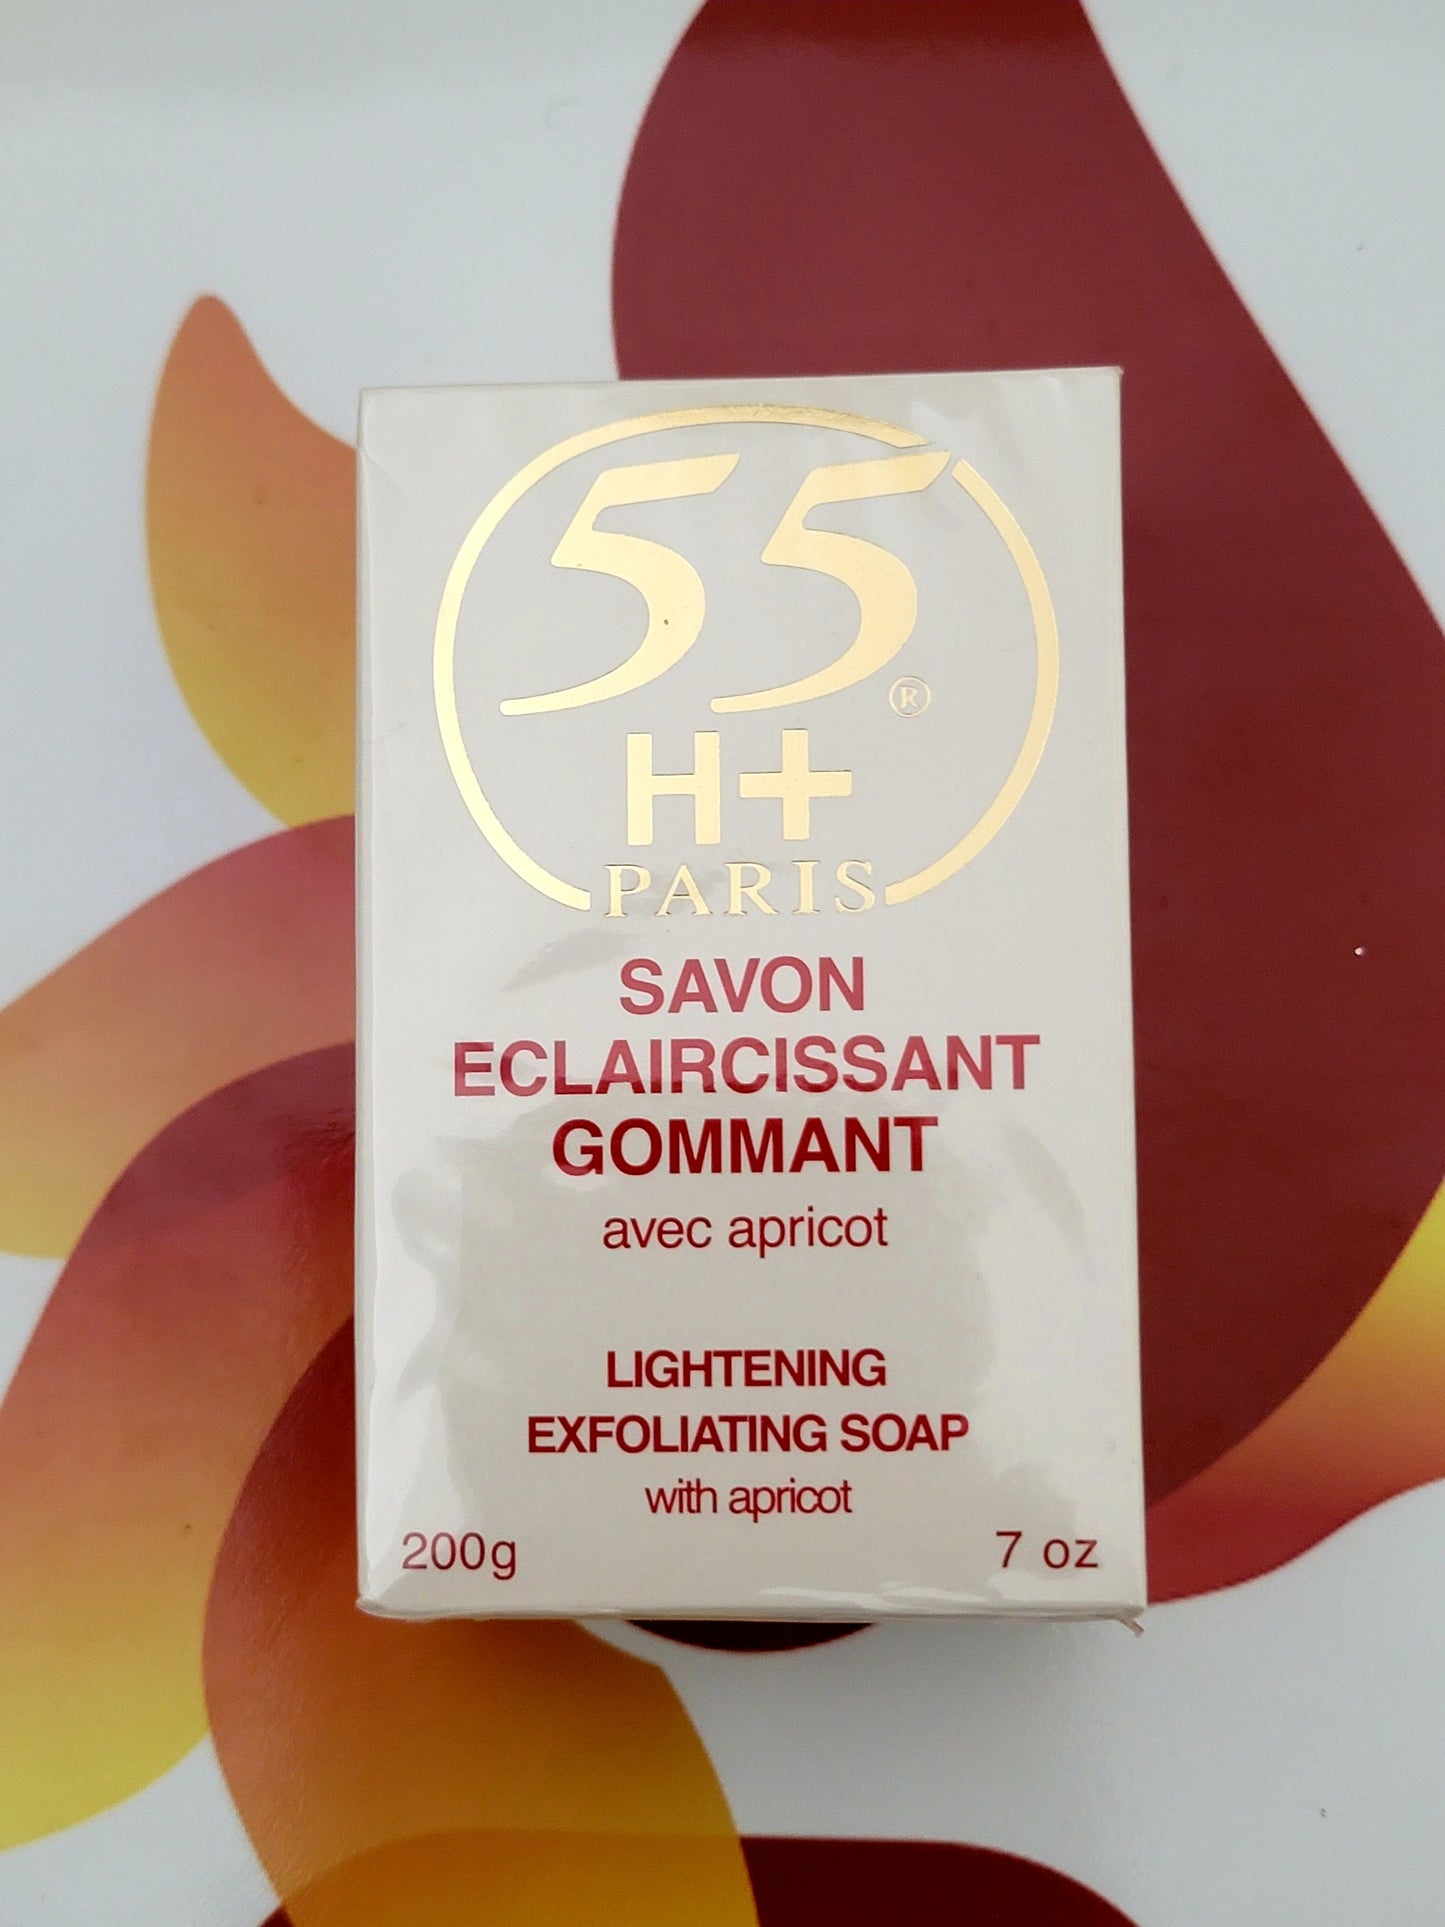 55®
H+
PARIS
SAVON
ECLAIRCISSANT
GOMMANT
avec apricot
LIGHTENING
EXFOLIATING SOAP
with apricot
200g 7 oz